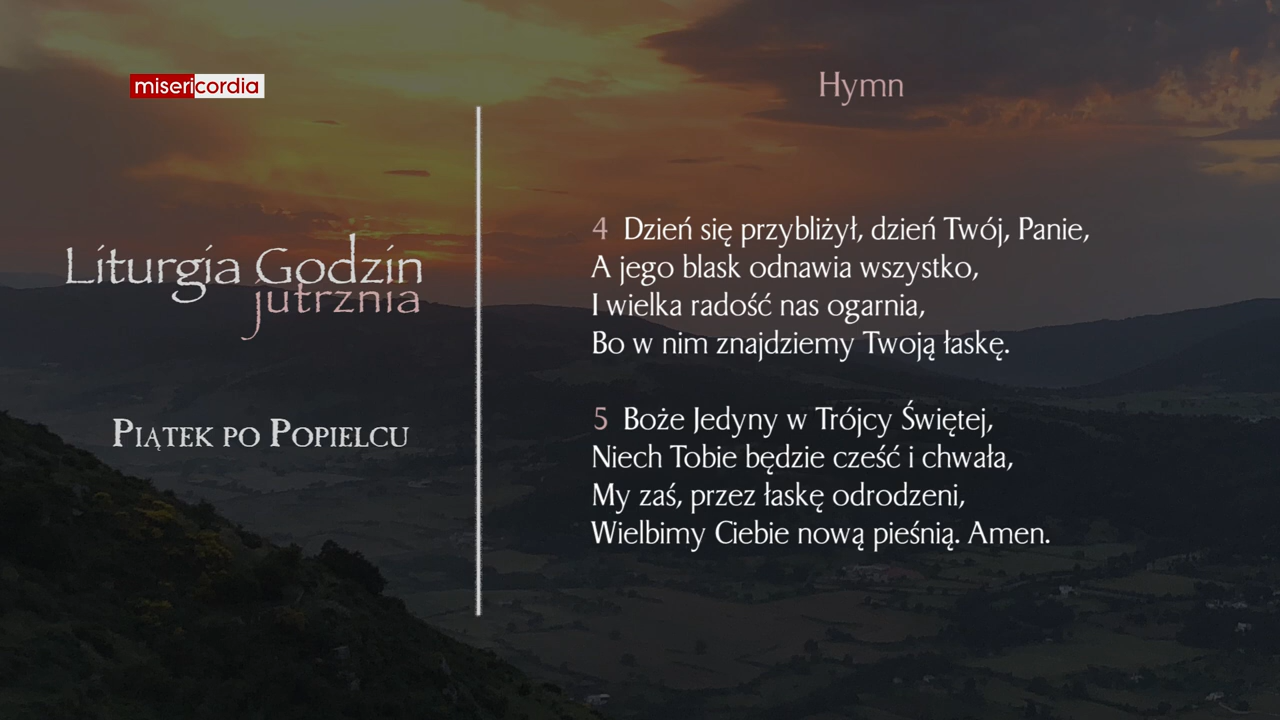 misericordia
Liturgia Godzin
jutrznia
Piątek po Popielcu
Hymn
4 Dzień się przybliżył, dzień Twój, Panie,
A jego blask odnawia wszystko,
I wielka radość nas ogarnia,
Bo w nim znajdziemy Twoją łaskę.
5 Boże Jedyny w Trójcy Świętej,
Niech Tobie będzie cześć i chwała,
My zaś, przez łaskę odrodzeni,
Wielbimy Ciebie nową pieśnią. Amen.